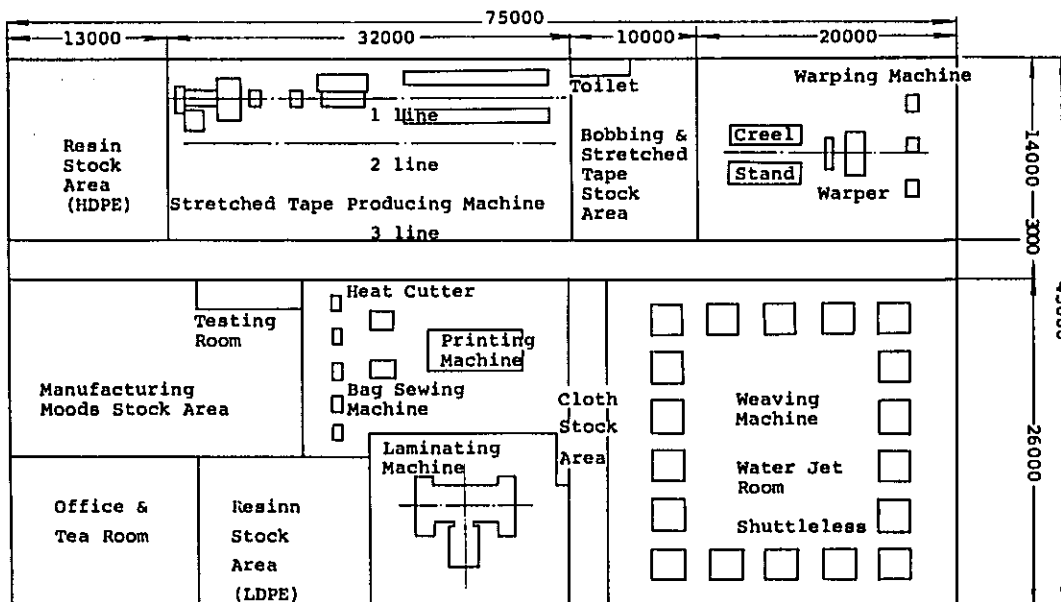 75000
13000
32000
10000
20000
Toilet
Warping Machine
1 line
Resin
Stock
Area
(HDPE)
2 line
Stretched Tape Producing Machine
3 line
Bobbing &
Stretched
Tape
Stock
Area
Creel
Stand
Warper
14000
3000
Testing
Room
Heat Cutter
Printing
Machine
Manufacturing
Moods Stock Area
Bag Sewing
Machine
Cloth
Stock
Area
Weaving
Machine
Water Jet
Room
Shuttleless
26000
Laminating
Machine
Office &
Tea Room
Resinn
Stock
Area
(LDPE)